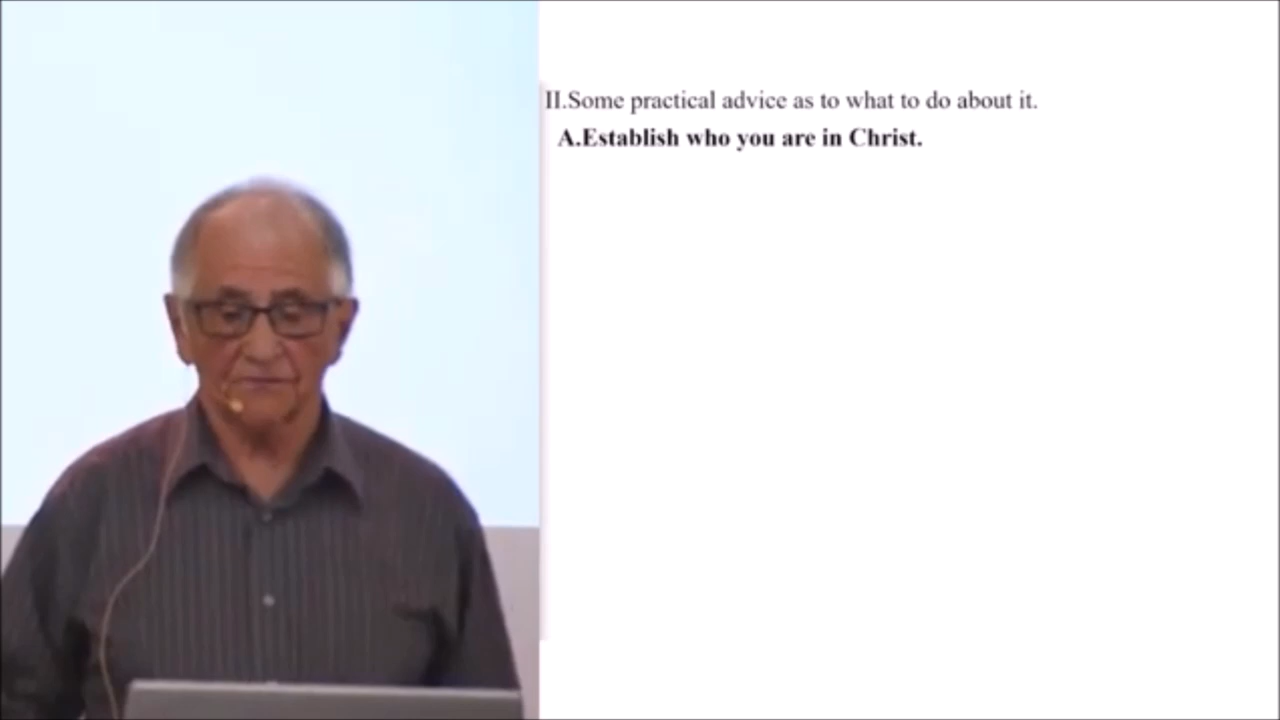 II.Some practical advice as to what to do about it.
A.Establish who you are in Christ.